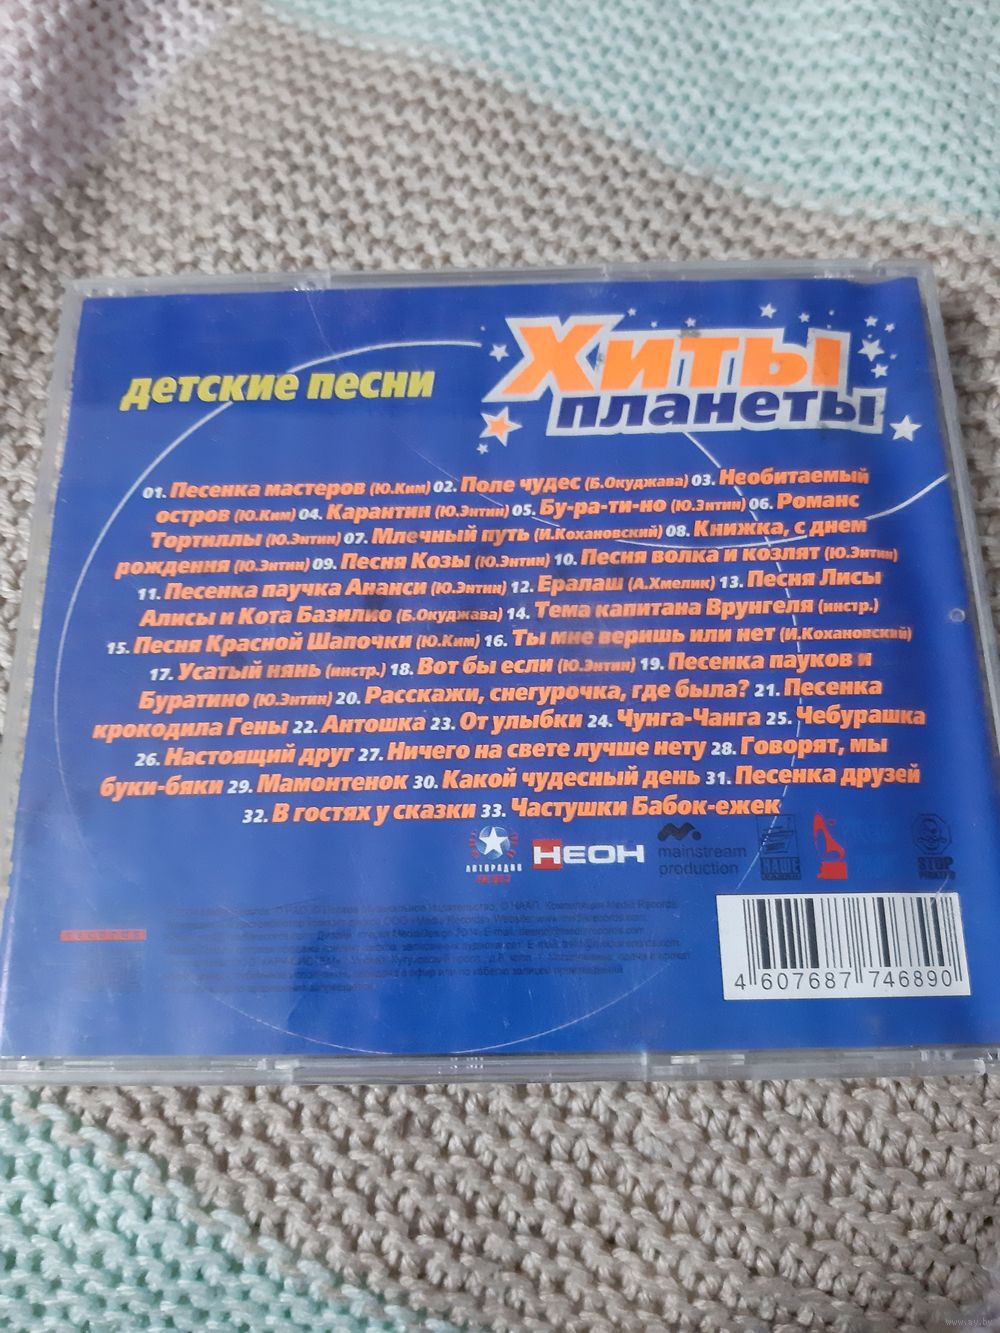 детские песни
Хиты
планеты
01. Песенка мастеров (Ю.Ким) 02. Поле чудес (Б.Окуджава) 03. Необитаемый
остров (Ю.Ким) 04. Карантин (Ю.Энтин) 05. Бу-ра-ти-но (Ю.Энтин) 06. Романс
Тортиллы (Ю.Энтин) 07. Млечный путь (И.Кохановский) 08. Книжка, с днем
рождения (Ю.Энтин) 09. Песня Козы (Ю.Энтин) 10. Песня волка и козлят (Ю.Энтин)
11. Песенка паучка Ананси (Ю.Энтин) 12. Ералаш (А.Хмелик) 13. Песня Лисы
Алисы и Кота Базилио (Б.Окуджава) 14. Тема капитана Врунгеля (инстр.)
15. Песня Красной Шапочки (Ю.Ким) 16. Ты мне веришь или нет (И.Кохановский)
17. Усатый нянь (инстр.) 18. Вот бы если (Ю.Энтин) 19. Песенка пауков и
Буратино (Ю.Энтин) 20. Расскажи, снегурочка, где была? 21. Песенка
крокодила Гены 22. Антошка 23. От улыбки 24. Чунга-Чанга 25. Чебурашка
26. Настоящий друг 27. Ничего на свете лучше нету 28. Говорят, мы
буки-бяки 29. Мамонтенок 30. Какой чудесный день 31. Песенка друзей
32. В гостях у сказки 33. Частушки Бабок-ежек
АВТОРАДИО
НЕОН
mainstream
production
НАШЕ
STOP
records
4 607687 746890
www.ay.by